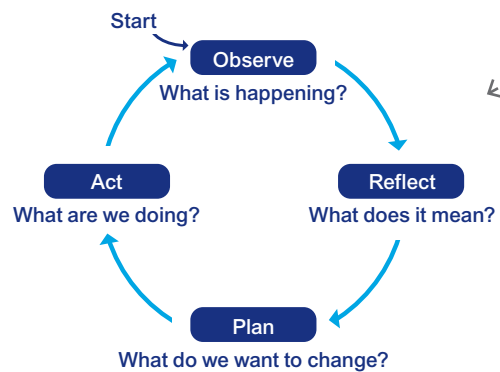 Start
Observe
What is happening?
Reflect
What does it mean?
Plan
What do we want to change?
Act
What are we doing?